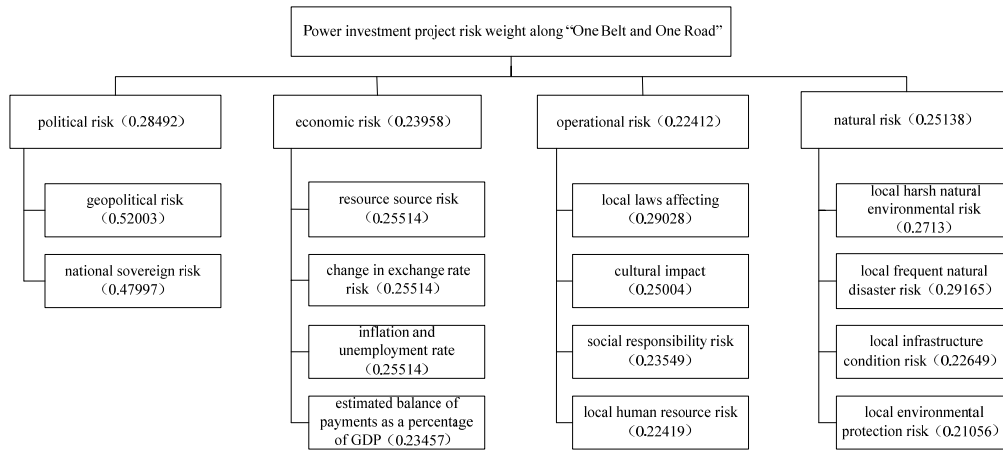 Power investment project risk weight along “One Belt and One Road”
political risk（0.28492）
economic risk（0.23958）
operational risk（0.22412）
natural risk（0.25138）
geopolitical risk
（0.52003）
national sovereign risk
（0.47997）
resource source risk
（0.25514）
change in exchange rate
risk（0.25514）
inflation and
unemployment rate
（0.25514）
estimated balance of
payments as a percentage
of GDP（0.23457）
local laws affecting
（0.29028）
cultural impact
（0.25004）
social responsibility risk
（0.23549）
local human resource risk
（0.22419）
local harsh natural
environmental risk
（0.2713）
local frequent natural
disaster risk（0.29165）
local infrastructure
condition risk（0.22649）
local environmental
protection risk（0.21056）